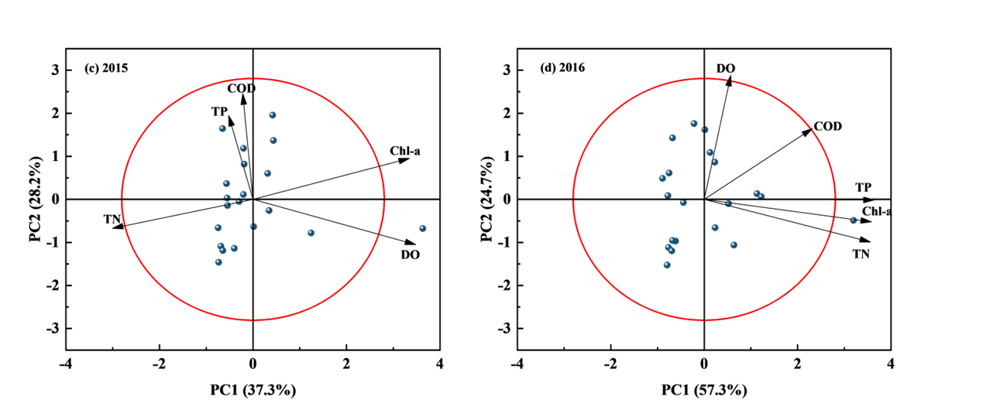 (c) 2015
COD
TP
Chl-a
TN
DO
3
2
1
0
-1
-2
-3
-4
-2
0
2
4
PC2 (28.2%)
PC1 (37.3%)
(d) 2016
DO
COD
TP
Chl-a
TN
3
2
1
0
-1
-2
-3
-4
-2
0
2
4
PC2 (24.7%)
PC1 (57.3%)